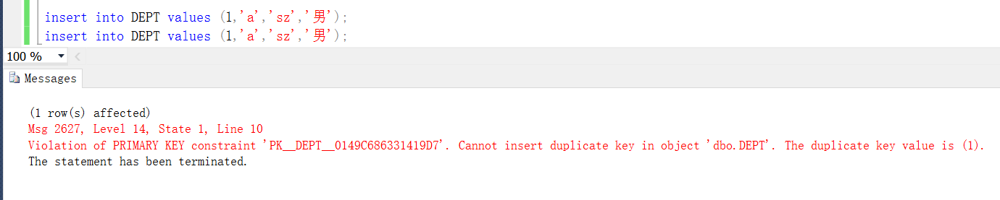 insert into DEPT values (1,'a','sz','男');
insert into DEPT values (1,'a','sz','男');
100 %
Messages
(1 row(s) affected)
Msg 2627, Level 14, State 1, Line 10
Violation of PRIMARY KEY constraint 'PK__DEPT__0149C686331419D7'. Cannot insert duplicate key in object 'dbo.DEPT'. The duplicate key value is (1).
The statement has been terminated.